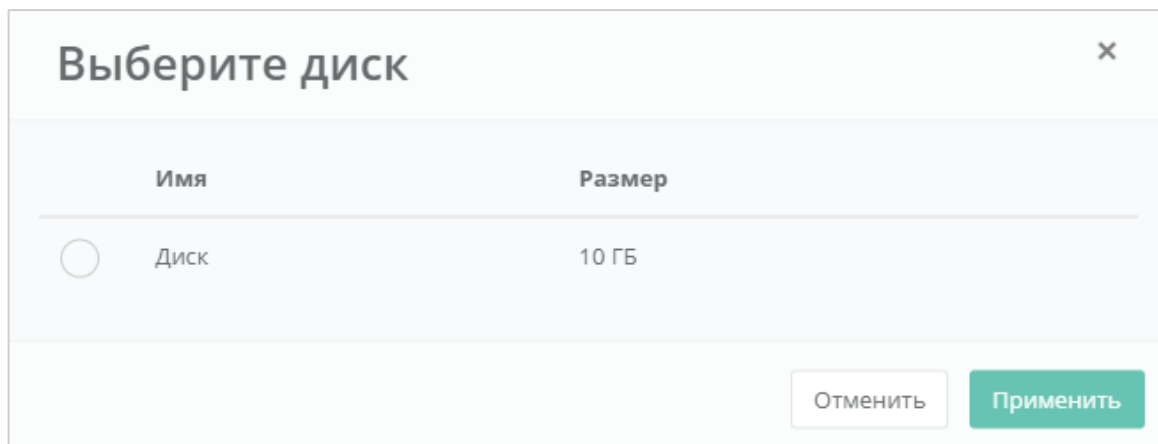 Выберите диск
Имя Размер
Диск 10 ГБ
Отменить Применить